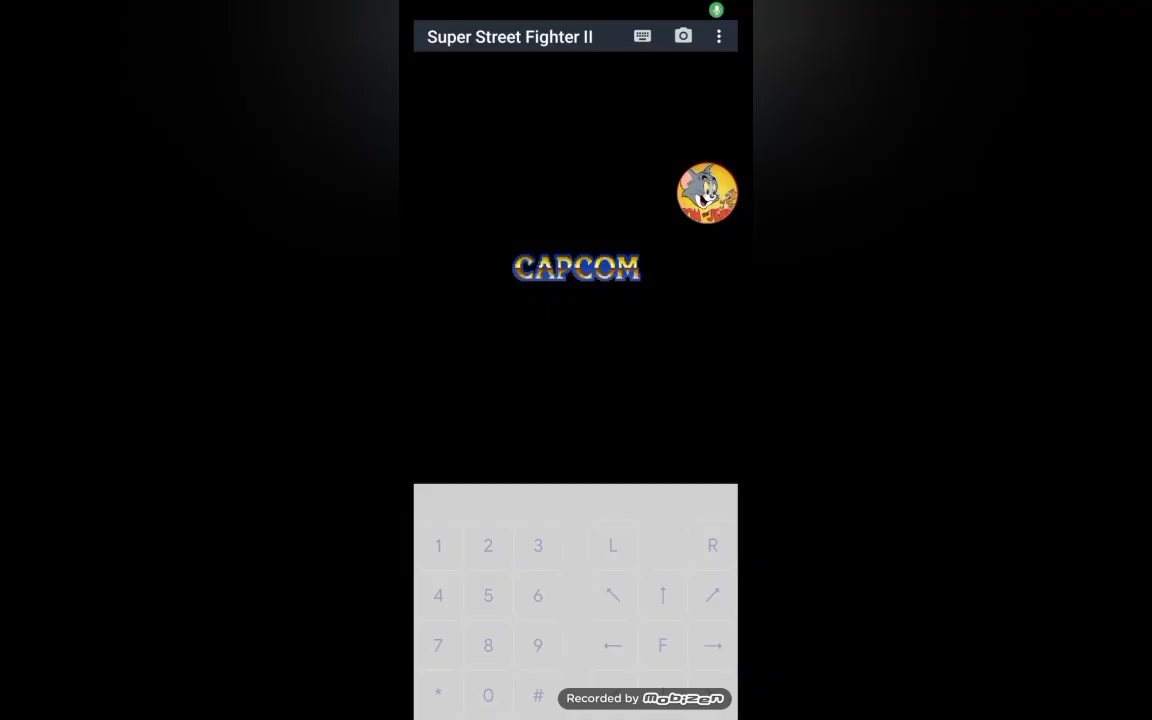 Super Street Fighter II
CAPCOM
1 2 3 L R
4 5 6 ↖ ↑ ↗
7 8 9 ← F →
* 0 #
Recorded by mobizen